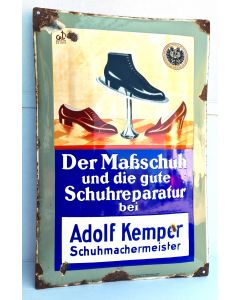 Der Maßschuh
und die gute
Schuhreparatur
bei
Adolf Kemper
Schuhmachermeister